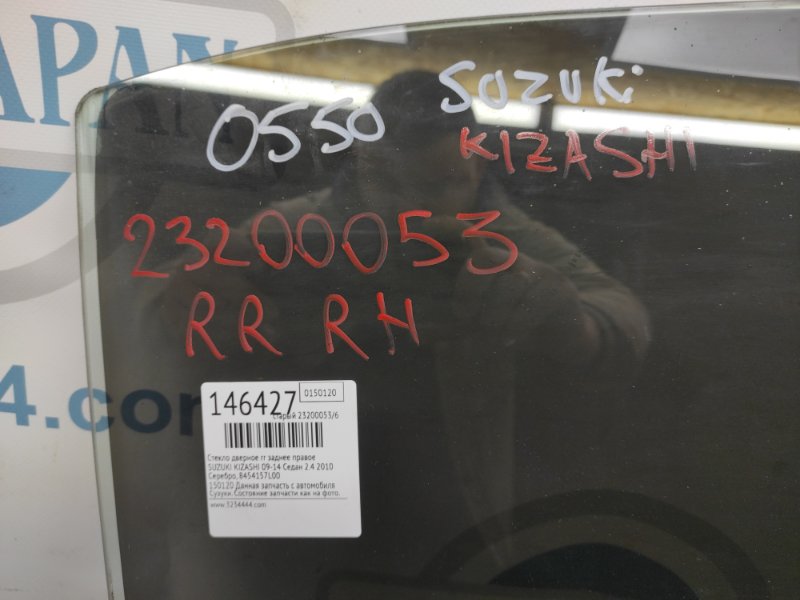 APAN
0550
SUZUKi
KIZASHI
23200053
RR RH
4.com
146427
0150120
старый 23200053/6
Стекло дверное rr заднее правое
SUZUKI KIZASHI 09-14 Седан 2.4 2010
Серебро, 8454157L00
150120 Данная запчасть с автомобиля
Сузуки. Состояние запчасти как на фото.
www.3234444.com